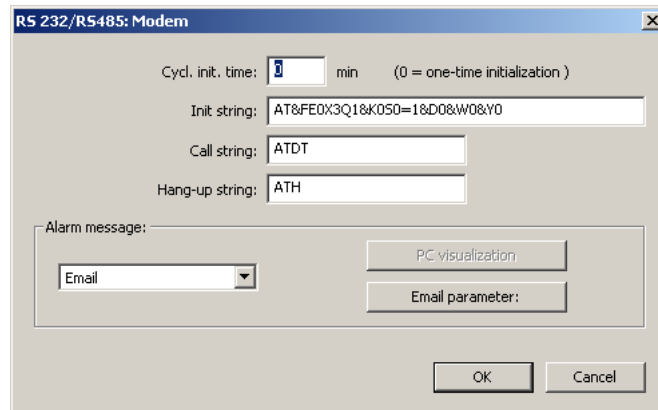 RS 232/RS485: Modem
Cycl. init. time: 0 min (0 = one-time initialization )
Init string: AT&FE0X3Q1&K0S0=1&D0&W0&Y0
Call string: ATDT
Hang-up string: ATH
Alarm message:
PC visualization
Email
Email parameter:
OK Cancel